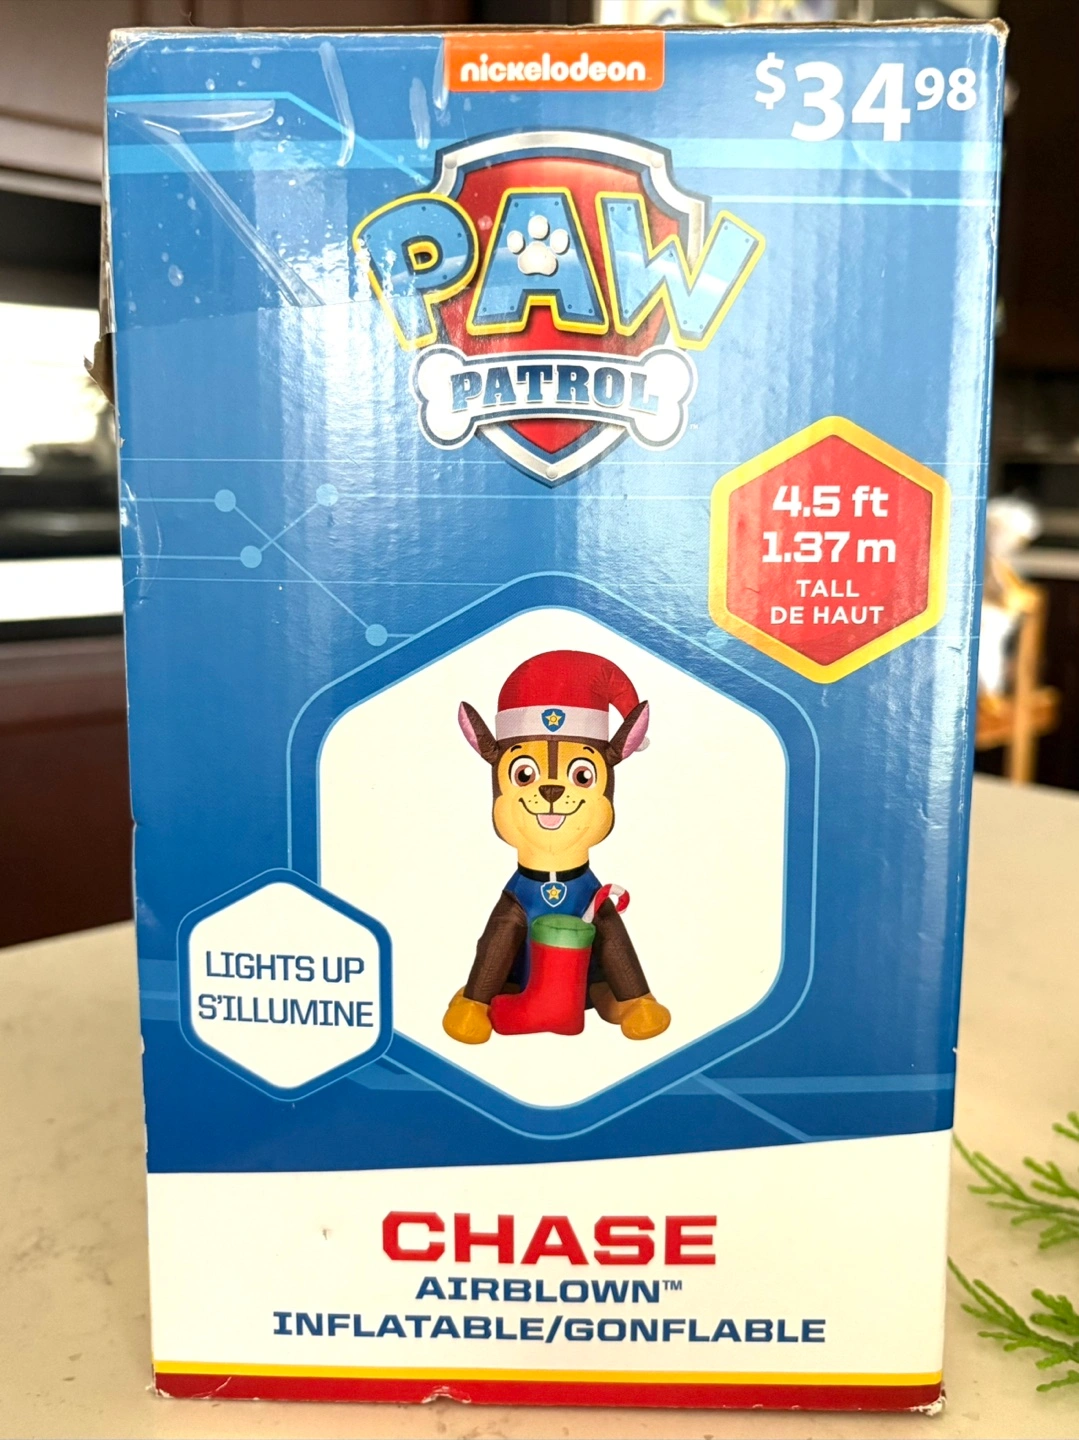 nickelodeon
$3498
PAW
PATROL
4.5 ft
1.37 m
TALL
DE HAUT
LIGHTS UP
S'ILLUMINE
CHASE
AIRBLOWN™
INFLATABLE/GONFLABLE